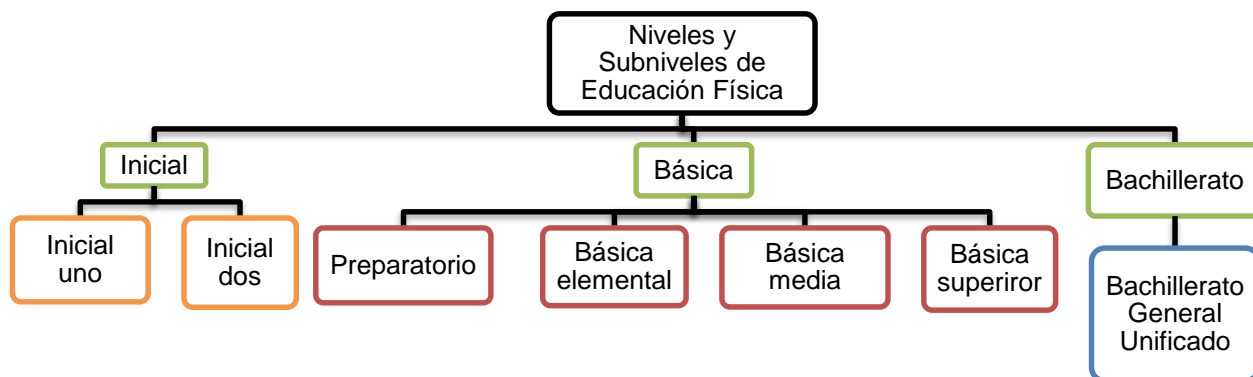 Niveles y
Subniveles de
Educación Física
Inicial
Básica
Bachillerato
Inicial
uno
Inicial
dos
Preparatorio
Básica
elemental
Básica
media
Básica
superiror
Bachillerato
General
Unificado